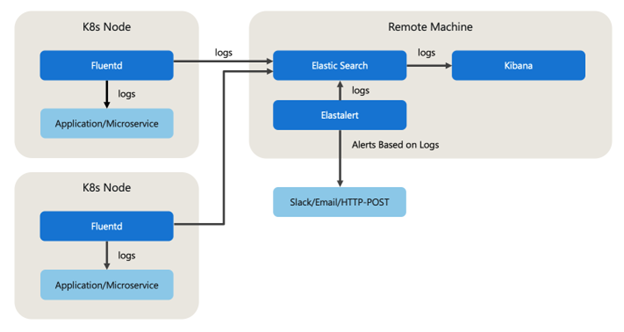 K8s Node
Fluentd
logs
Application/Microservice
logs
Remote Machine
Elastic Search
logs
Kibana
logs
Elastalert
Alerts Based on Logs
Slack/Email/HTTP-POST
K8s Node
Fluentd
logs
Application/Microservice